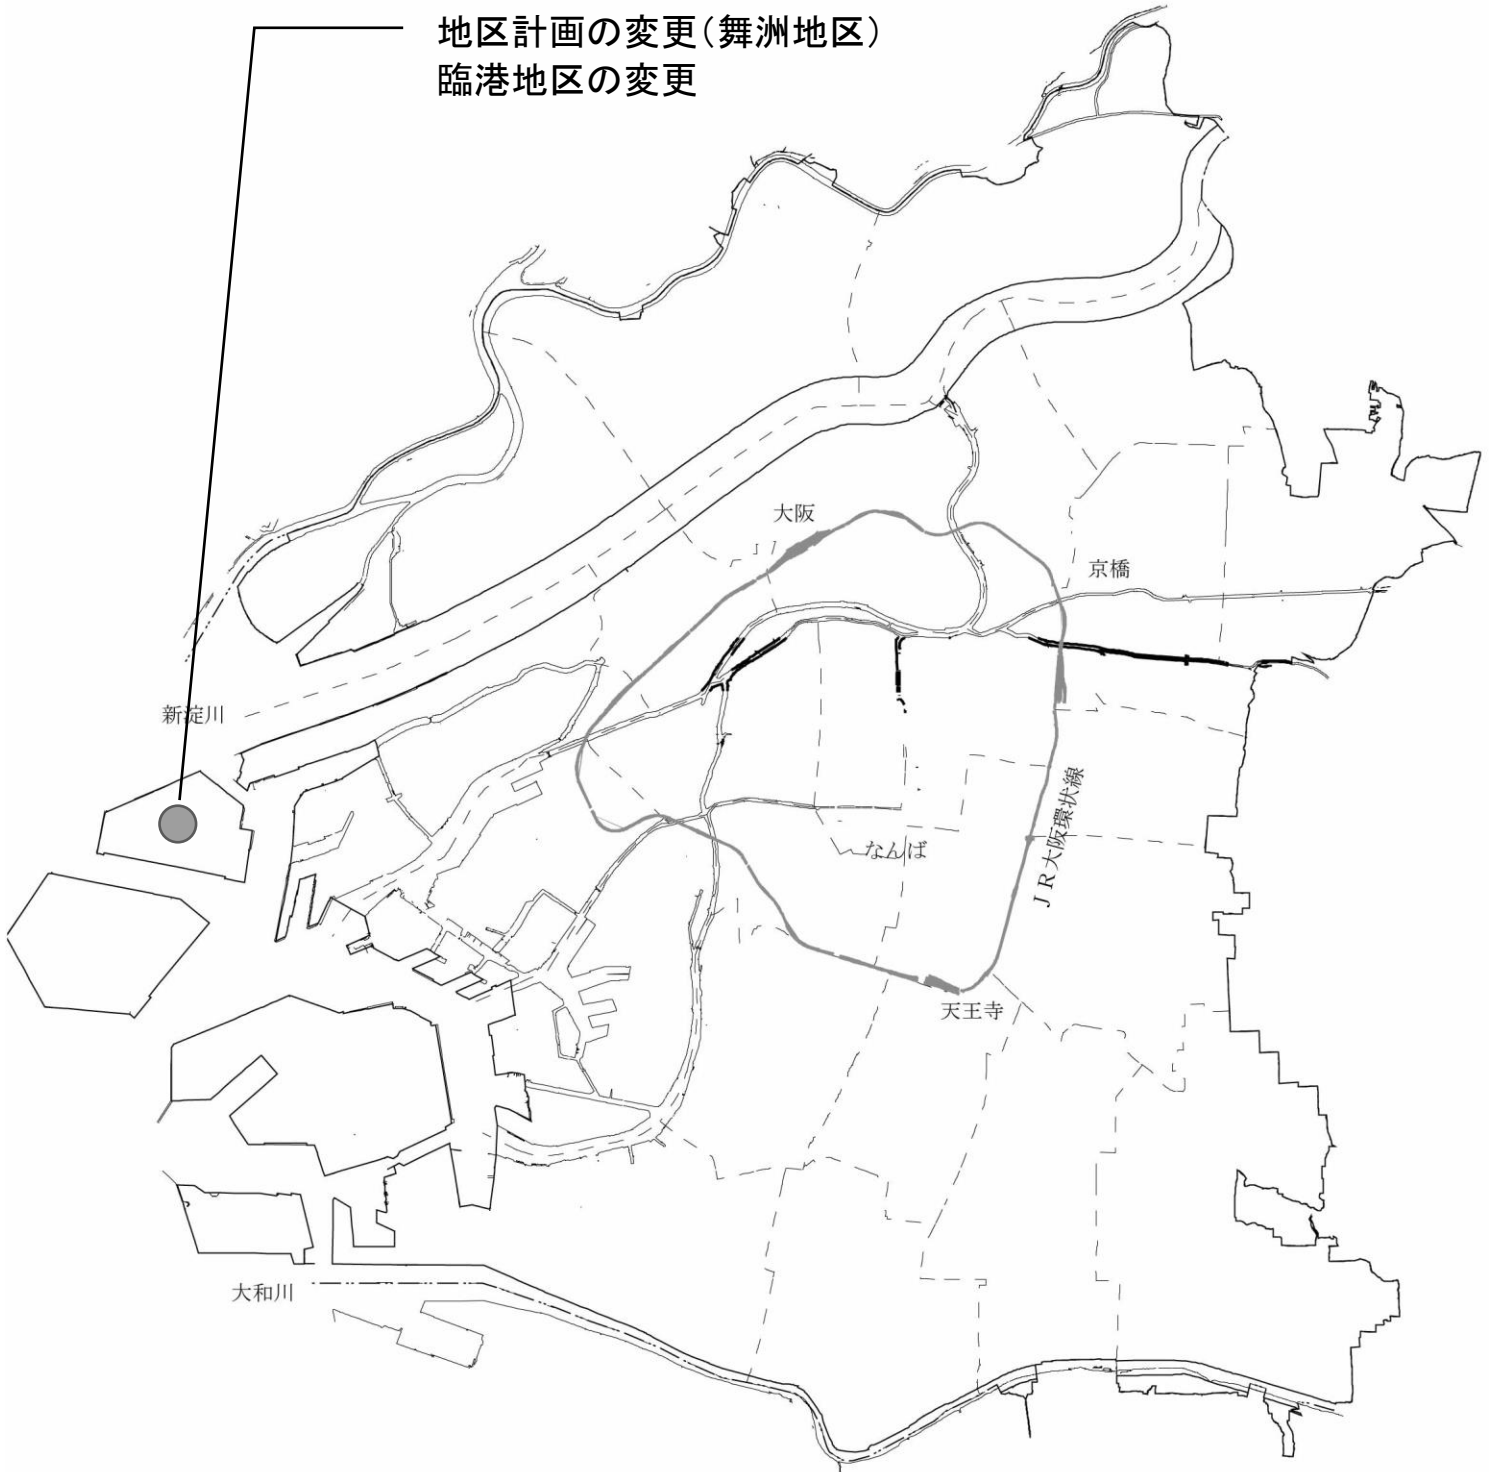 地区計画の変更（舞洲地区）
臨港地区の変更
大阪
京橋
新淀川
JR大阪環状線
なんば
天王寺
大和川